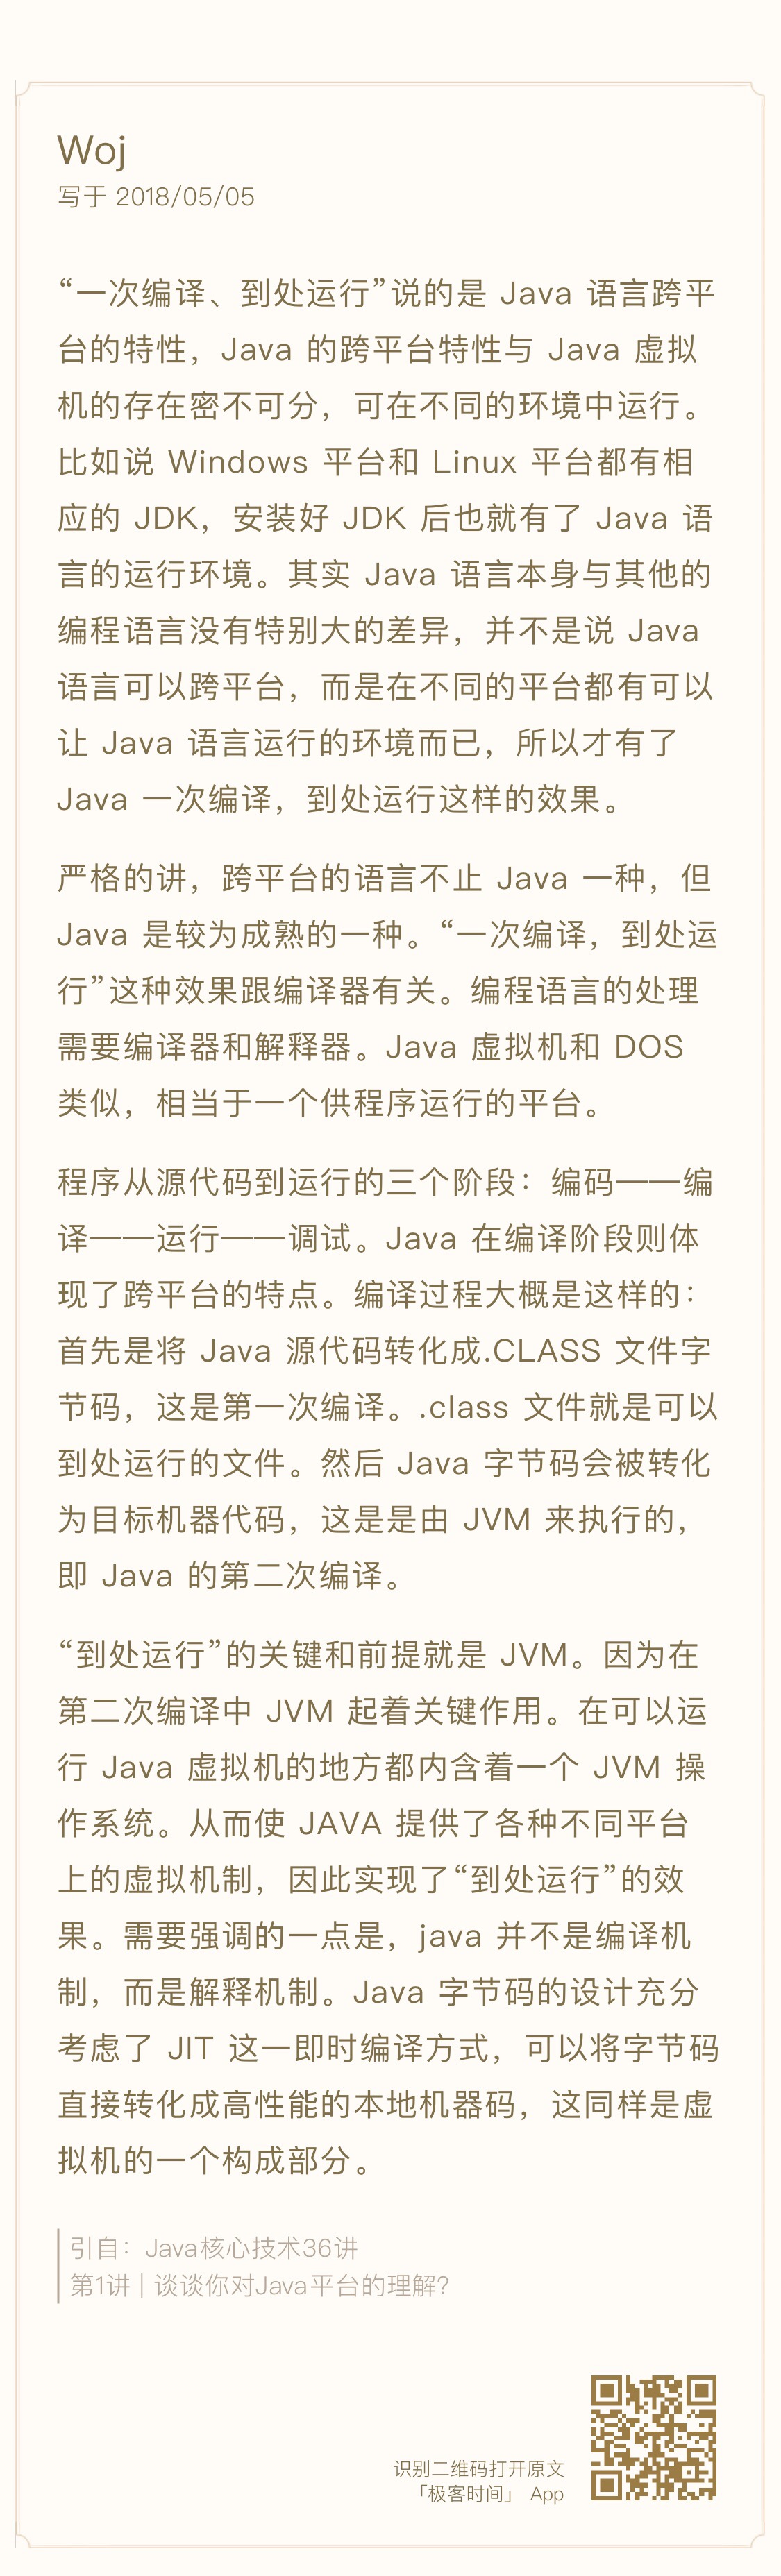 Woj
写于 2018/05/05
“一次编译、到处运行”说的是 Java 语言跨平
台的特性，Java 的跨平台特性与 Java 虚拟
机的存在密不可分，可在不同的环境中运行。
比如说 Windows 平台和 Linux 平台都有相
应的 JDK，安装好 JDK 后也就有了 Java 语
言的运行环境。其实 Java 语言本身与其他的
编程语言没有特别大的差异，并不是说 Java
语言可以跨平台，而是在不同的平台都有可以
让 Java 语言运行的环境而已，所以才有了
Java 一次编译，到处运行这样的效果。
严格的讲，跨平台的语言不止 Java 一种，但
Java 是较为成熟的一种。“一次编译，到处运
行”这种效果跟编译器有关。编程语言的处理
需要编译器和解释器。Java 虚拟机和 DOS
类似，相当于一个供程序运行的平台。
程序从源代码到运行的三个阶段：编码——编
译——运行——调试。Java 在编译阶段则体
现了跨平台的特点。编译过程大概是这样的：
首先是将 Java 源代码转化成.CLASS 文件字
节码，这是第一次编译。.class 文件就是可以
到处运行的文件。然后 Java 字节码会被转化
为目标机器代码，这是是由 JVM 来执行的，
即 Java 的第二次编译。
“到处运行”的关键和前提就是 JVM。因为在
第二次编译中 JVM 起着关键作用。在可以运
行 Java 虚拟机的地方都内含着一个 JVM 操
作系统。从而使 JAVA 提供了各种不同平台
上的虚拟机制，因此实现了“到处运行”的效
果。需要强调的一点是，java 并不是编译机
制，而是解释机制。Java 字节码的设计充分
考虑了 JIT 这一即时编译方式，可以将字节码
直接转化成高性能的本地机器码，这同样是虚
拟机的一个构成部分。
引自：Java核心技术36讲
第1讲 | 谈谈你对Java平台的理解？
识别二维码打开原文
「极客时间」 App